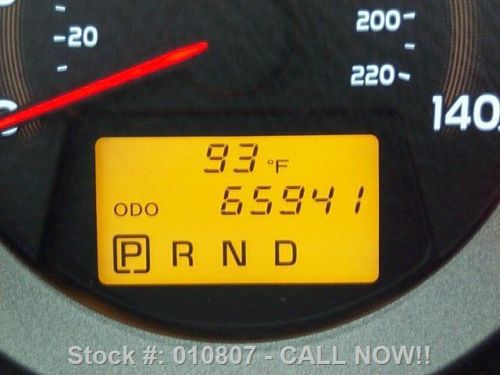 20
200
220
140
93 °F
ODO 65941
P R N D
Stock #: 010807 - CALL NOW!!